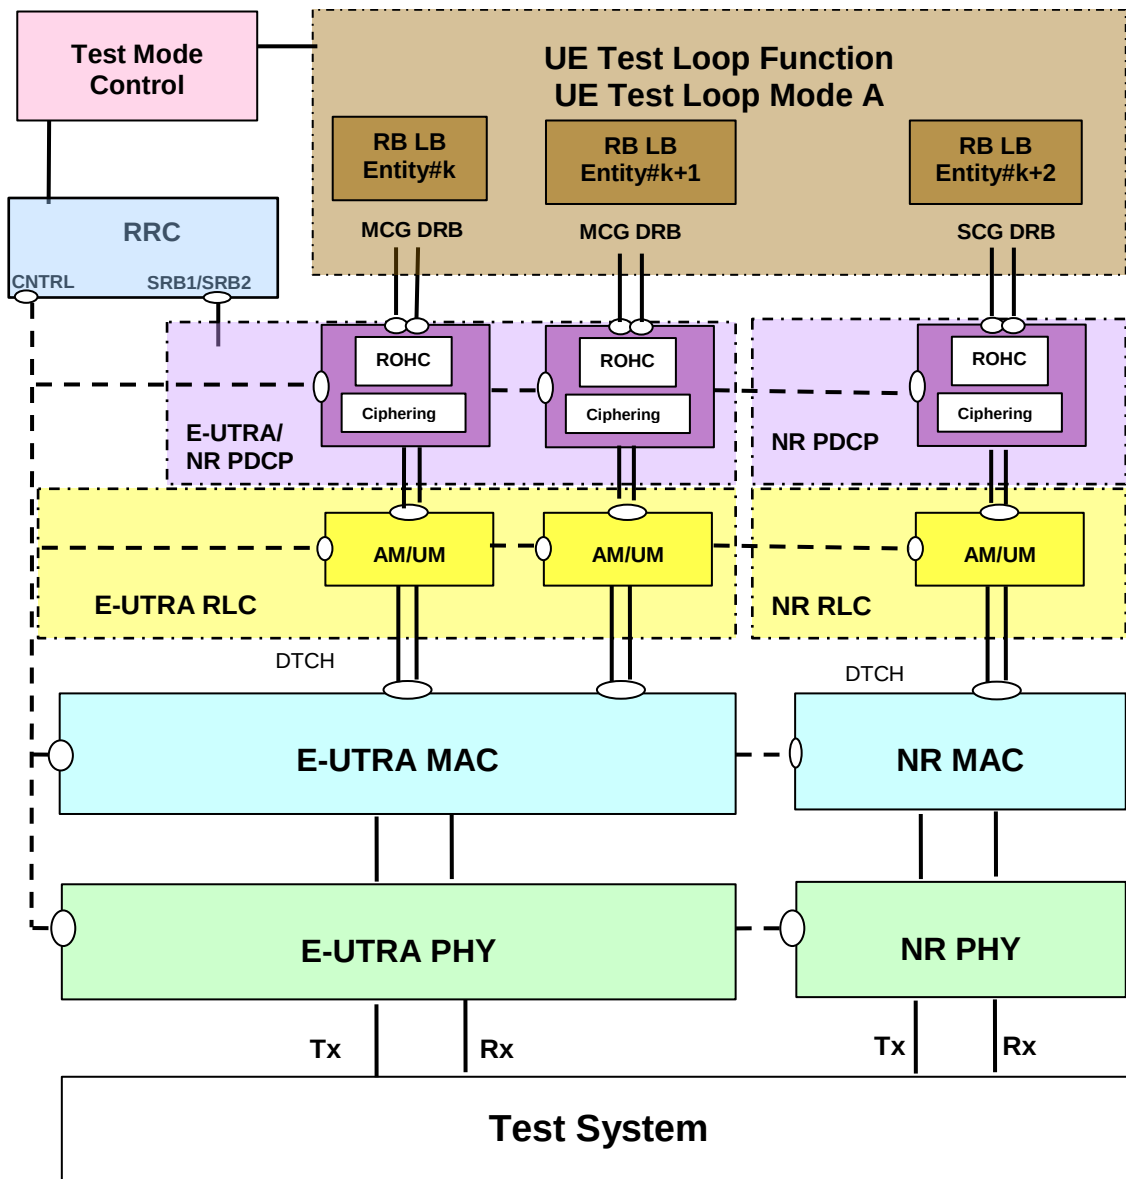 Test Mode
Control
UE Test Loop Function
UE Test Loop Mode A
RB LB
Entity#k
RB LB
Entity#k+1
RB LB
Entity#k+2
RRC
MCG DRB
MCG DRB
SCG DRB
CNTRL
SRB1/SRB2
ROHC
ROHC
ROHC
Ciphering
Ciphering
Ciphering
E-UTRA/
NR PDCP
NR PDCP
AM/UM
AM/UM
AM/UM
E-UTRA RLC
NR RLC
DTCH
DTCH
E-UTRA MAC
NR MAC
E-UTRA PHY
NR PHY
Tx
Rx
Tx
Rx
Test System